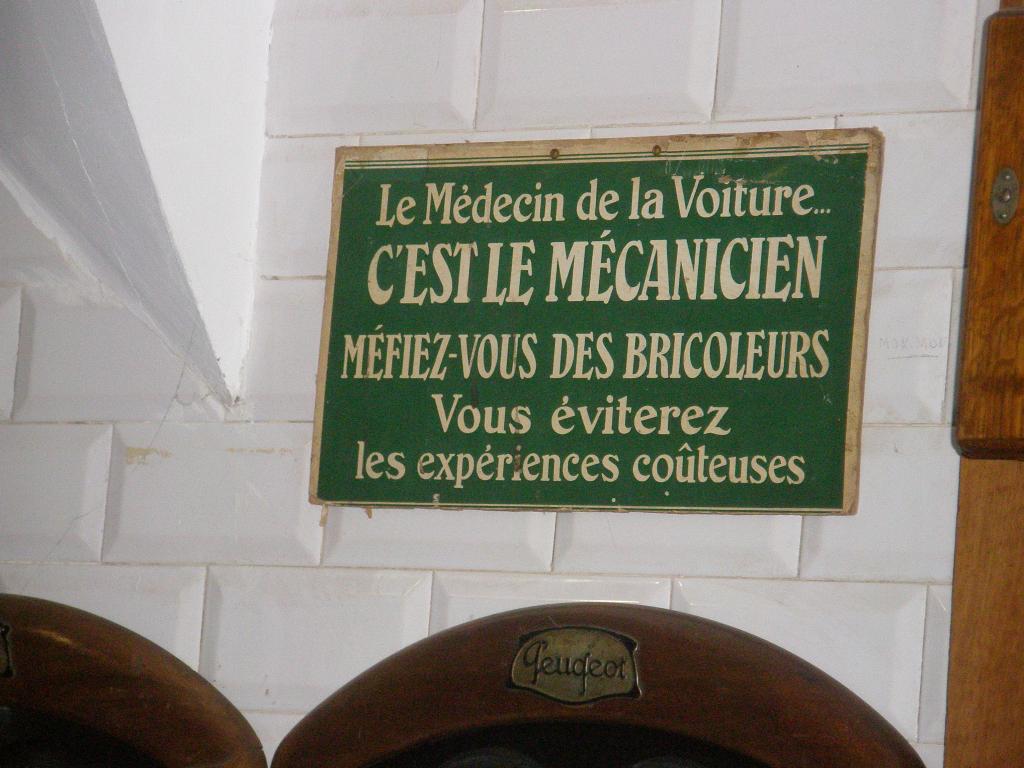 Le Médecin de la Voiture...
C'EST LE MÉCANICIEN
MÉFIEZ-VOUS DES BRICOLEURS
Vous éviterez
les expériences coûteuses
Peugeot